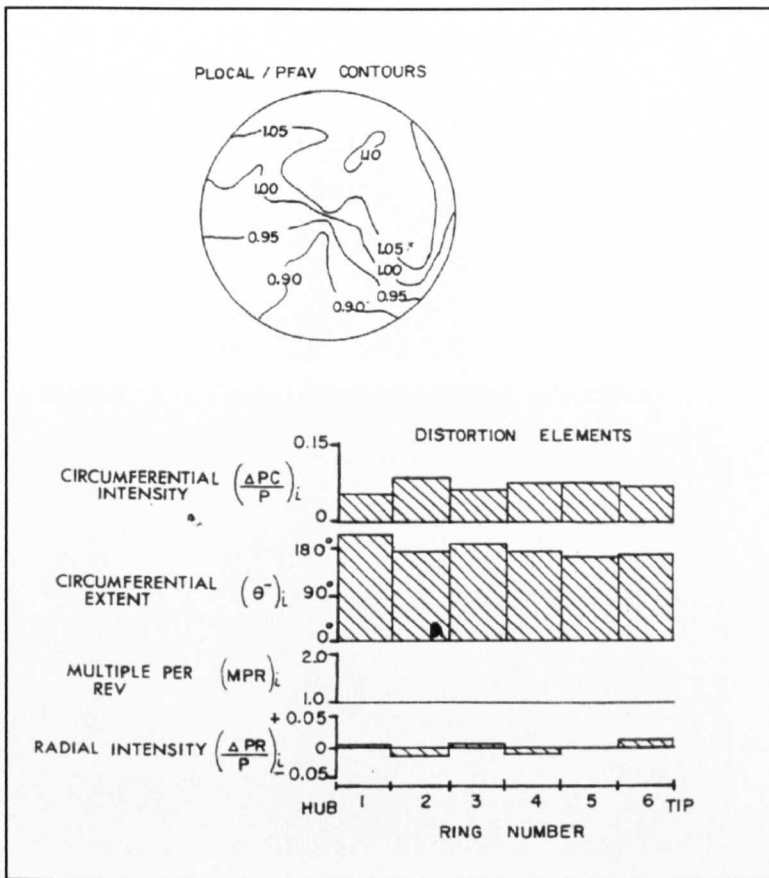 PLOCAL / PFAV CONTOURS
1.05
1.10
1.00
0.95
1.05
1.00
0.90
0.95
0.90
DISTORTION ELEMENTS
0.15
CIRCUMFERENTIAL INTENSITY (ΔPC/P)i
0
180°
CIRCUMFERENTIAL EXTENT (θ-)i
90°
0°
2.0
MULTIPLE PER REV (MPR)i
1.0
+0.05
RADIAL INTENSITY (ΔPR/P)i
0
-0.05
HUB 1 2 3 4 5 6 TIP
RING NUMBER